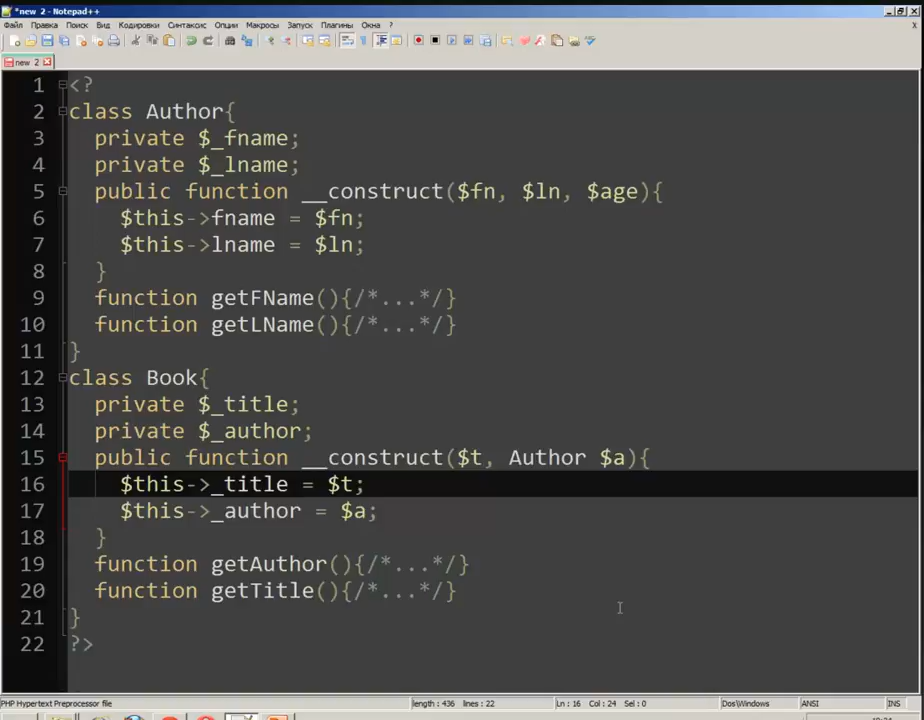 *new 2 - Notepad++
Файл Правка Поиск Вид Кодировки Синтаксис Опции Макросы Запуск Плагины Окна ?
new 2
1 <?
2 class Author{
3 private $_fname;
4 private $_lname;
5 public function __construct($fn, $ln, $age){
6 $this->fname = $fn;
7 $this->lname = $ln;
8 }
9 function getFName(){/*...*/}
10 function getLName(){/*...*/}
11 }
12 class Book{
13 private $_title;
14 private $_author;
15 public function __construct($t, Author $a){
16 $this->_title = $t;
17 $this->_author = $a;
18 }
19 function getAuthor(){/*...*/}
20 function getTitle(){/*...*/}
21 }
22 ?>
PHP Hypertext Preprocessor file length : 436 lines : 22 Ln : 16 Col : 24 Sel : 0 Dos\Windows ANSI INS